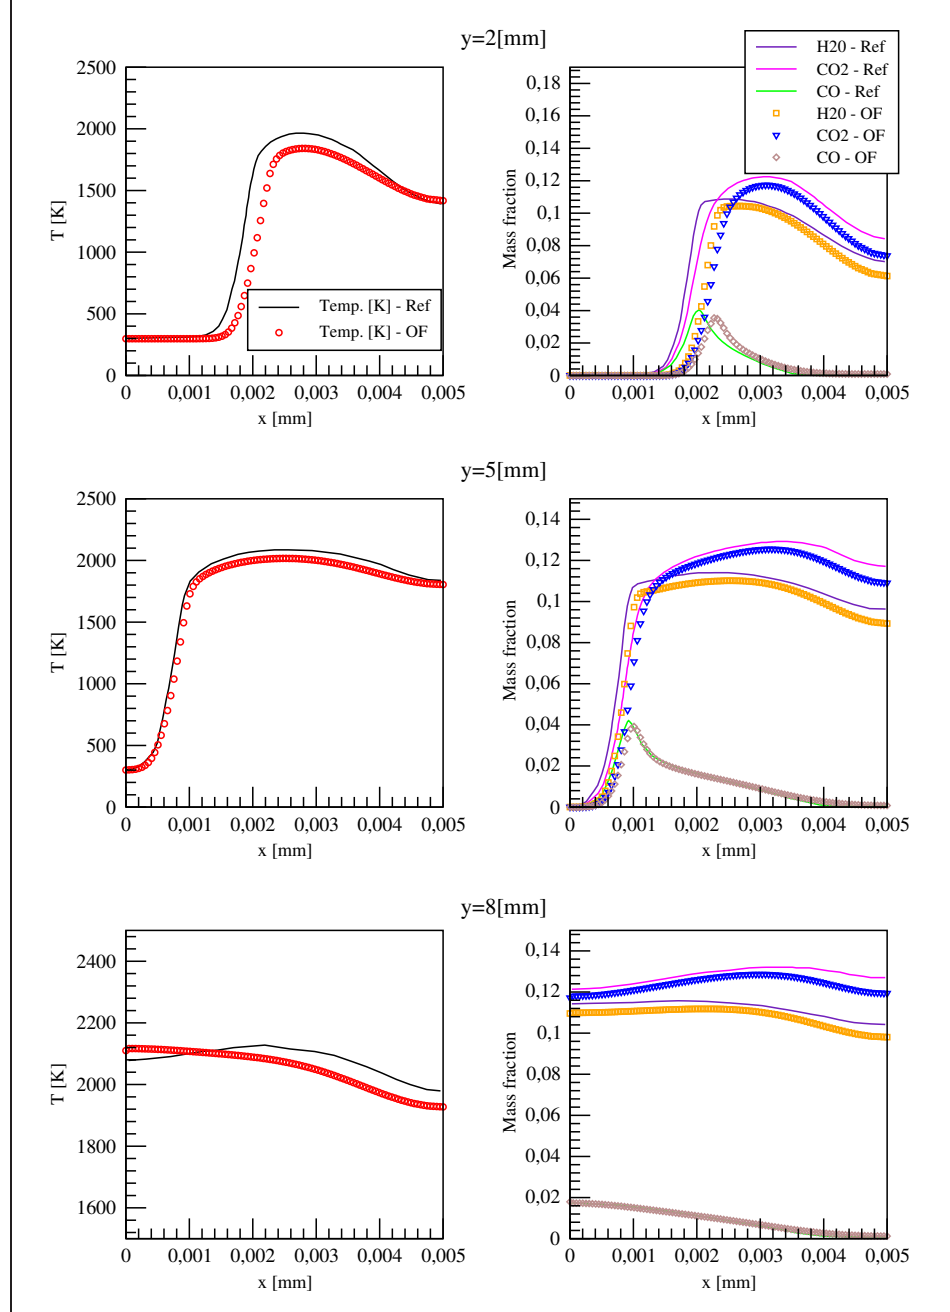 y=2[mm]
2500
2000
1500
1000
500
0
T [K]
Temp. [K] - Ref
Temp. [K] - OF
0 0,001 0,002 0,003 0,004 0,005
x [mm]
0,18
0,16
0,14
0,12
0,1
0,08
0,06
0,04
0,02
0
Mass fraction
H20 - Ref
CO2 - Ref
CO - Ref
H20 - OF
CO2 - OF
CO - OF
0 0,001 0,002 0,003 0,004 0,005
x [mm]
y=5[mm]
2500
2000
1500
1000
500
0
T [K]
0 0,001 0,002 0,003 0,004 0,005
x [mm]
0,14
0,12
0,1
0,08
0,06
0,04
0,02
0
Mass fraction
0 0,001 0,002 0,003 0,004 0,005
x [mm]
y=8[mm]
2400
2200
2000
1800
1600
T [K]
0 0,001 0,002 0,003 0,004 0,005
x [mm]
0,14
0,12
0,1
0,08
0,06
0,04
0,02
0
Mass fraction
0 0,001 0,002 0,003 0,004 0,005
x [mm]